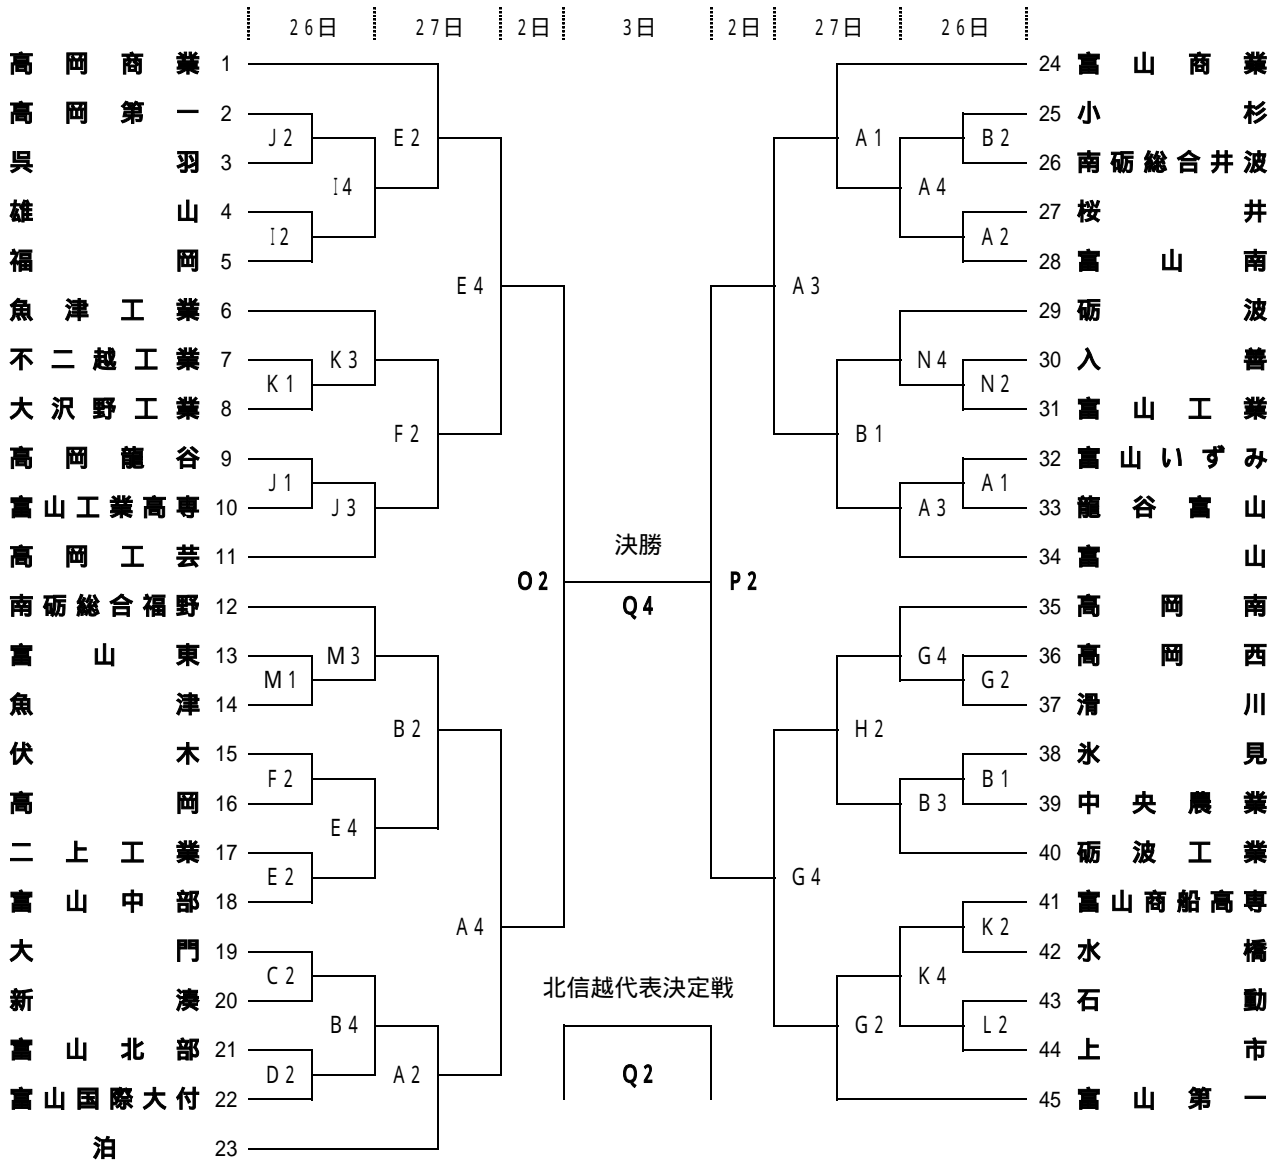 26日 27日 2日 3日 2日 27日 26日
高岡商業 1
24 富山商業
高岡第一 2
25 小杉
J2 E2
A1 B2
呉羽 3
26 南砺総合井波
I4
A4
雄山 4
27 桜井
I2
A2
福岡 5
28 富山南
E4
A3
魚津工業 6
29 砺波
不二越工業 7
K3
N4
30 入善
K1
N2
大沢野工業 8
31 富山工業
F2
B1
高岡龍谷 9
32 富山いずみ
J1
A1
富山工業高専 10
J3
A3
33 龍谷富山
決勝
高岡工芸 11
34 富山
O2
P2
南砺総合福野 12
Q4
35 高岡南
富山東 13
M3
G4
36 高岡西
M1
G2
魚津 14
37 滑川
B2
H2
伏木 15
38 氷見
F2
B1
高岡 16
B3
39 中央農業
E4
二上工業 17
40 砺波工業
E2
G4
富山中部 18
41 富山商船高専
A4
K2
大門 19
42 水橋
C2
K4
北信越代表決定戦
新湊 20
43 石動
B4
G2
L2
富山北部 21
44 上市
D2
A2
Q2
富山国際大付 22
45 富山第一
泊 23